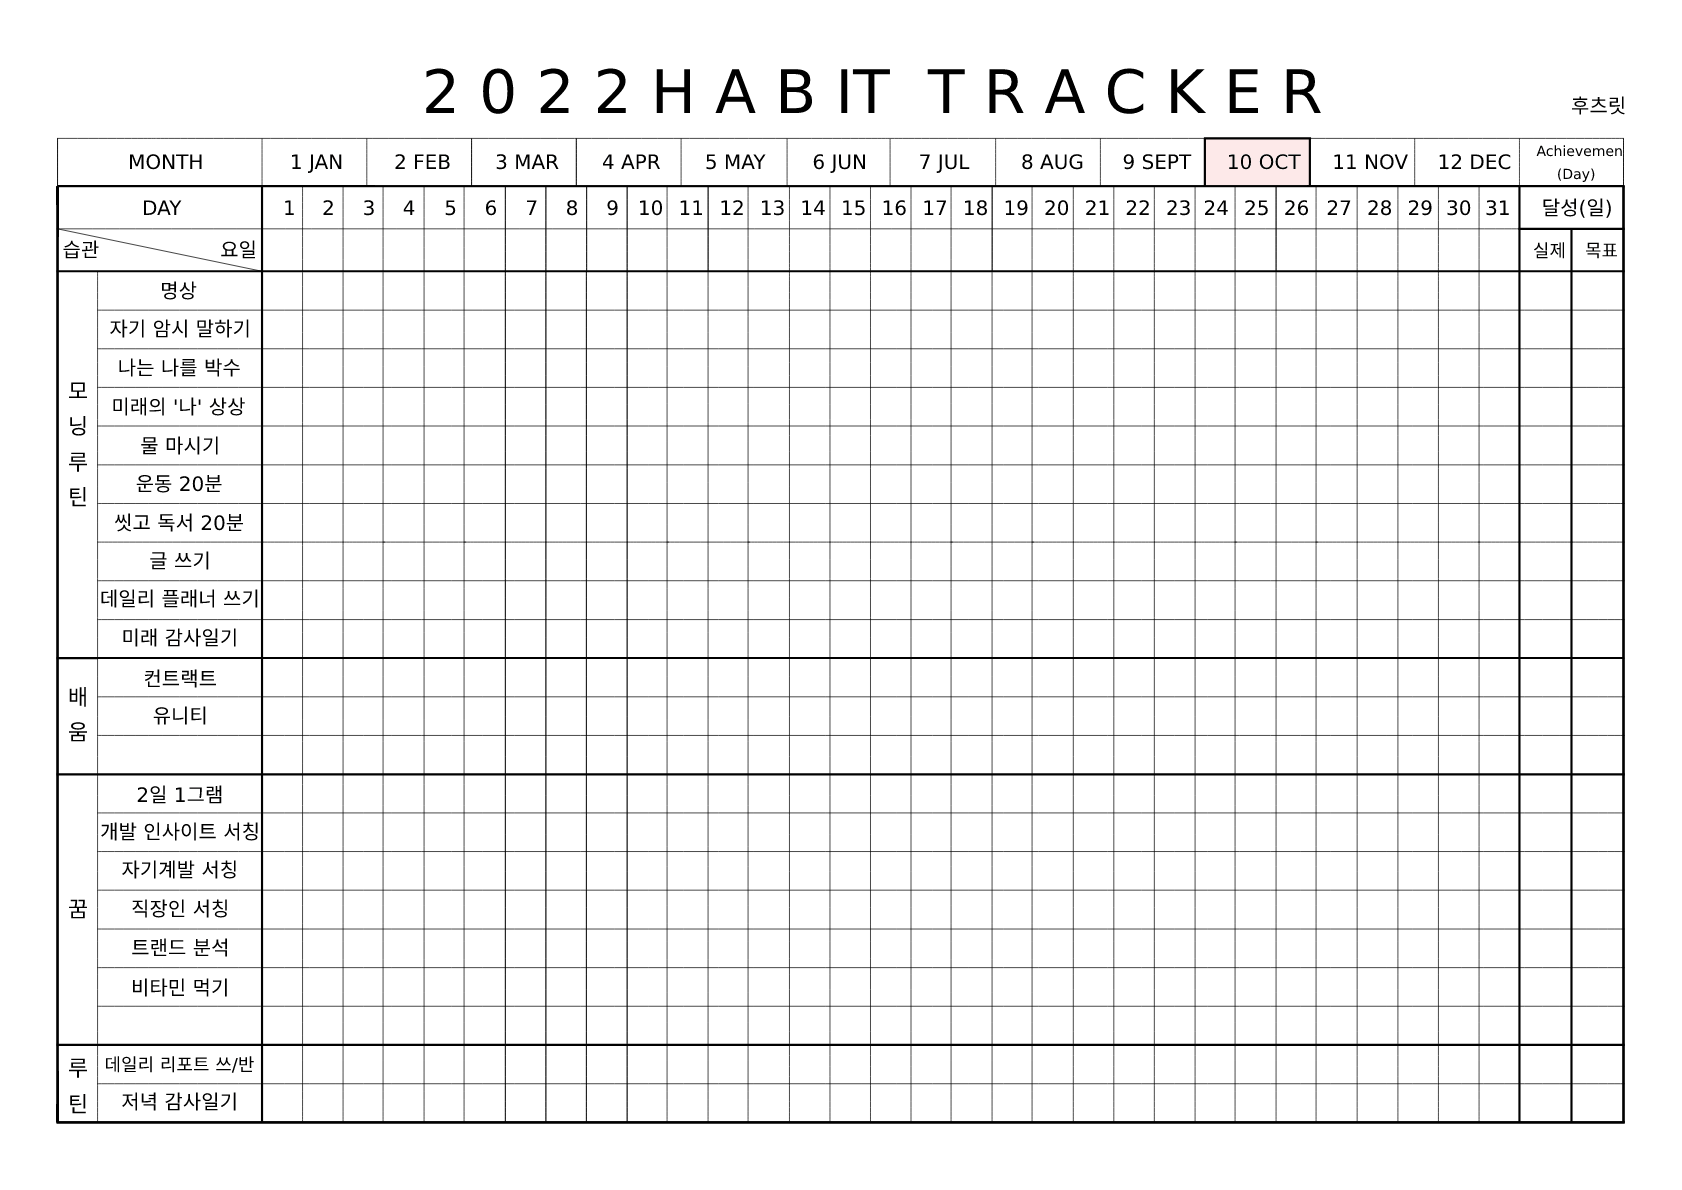 2022HABIT TRACKER
후츠릿
MONTH 1 JAN 2 FEB 3 MAR 4 APR 5 MAY 6 JUN 7 JUL 8 AUG 9 SEPT 10 OCT 11 NOV 12 DEC Achievemen
(Day)
DAY 1 2 3 4 5 6 7 8 9 10 11 12 13 14 15 16 17 18 19 20 21 22 23 24 25 26 27 28 29 30 31 달성(일)
습관 요일 실제 목표
모닝루틴
명상
자기 암시 말하기
나는 나를 박수
미래의 '나' 상상
물 마시기
운동 20분
씻고 독서 20분
글 쓰기
데일리 플래너 쓰기
미래 감사일기
배움
컨트랙트
유니티
꿈
2일 1그램
개발 인사이트 서칭
자기계발 서칭
직장인 서칭
트랜드 분석
비타민 먹기
루틴
데일리 리포트 쓰/반
저녁 감사일기